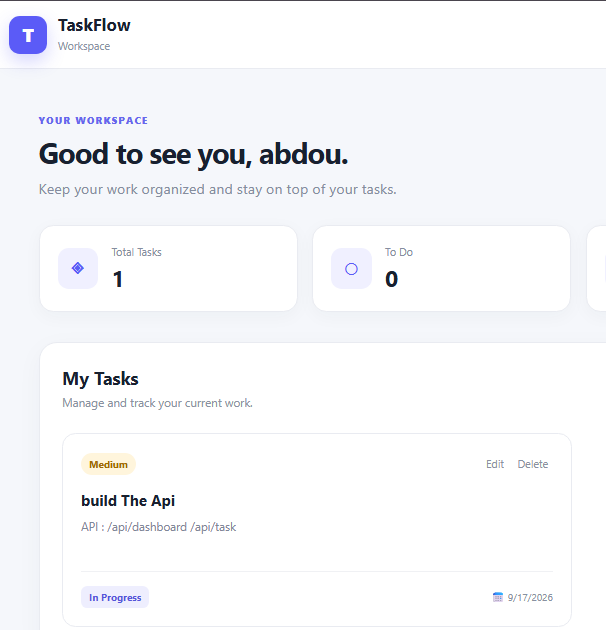 T
TaskFlow
Workspace
YOUR WORKSPACE
Good to see you, abdou.
Keep your work organized and stay on top of your tasks.
Total Tasks
1
To Do
0
My Tasks
Manage and track your current work.
Medium
Edit Delete
build The Api
API : /api/dashboard /api/task
In Progress
9/17/2026